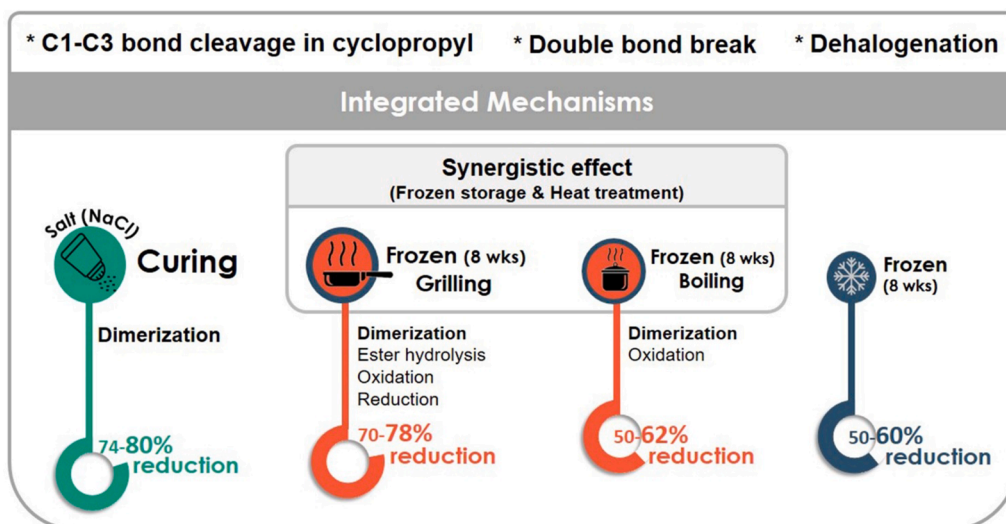 * C1-C3 bond cleavage in cyclopropyl * Double bond break * Dehalogenation
Integrated Mechanisms
Synergistic effect
(Frozen storage & Heat treatment)
Salt (NaCl)
Curing
Dimerization
74-80%
reduction
Frozen (8 wks)
Grilling
Dimerization
Ester hydrolysis
Oxidation
Reduction
70-78%
reduction
Frozen (8 wks)
Boiling
Dimerization
Oxidation
50-62%
reduction
Frozen
(8 wks)
50-60%
reduction